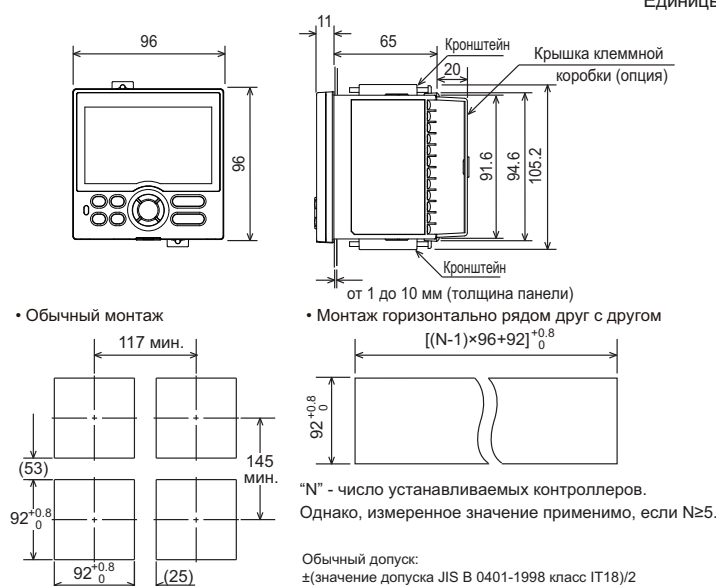 Единицы
96
11
65
Кронштейн
20
Крышка клеммной
коробки (опция)
96
91.6
94.6
105.2
Кронштейн
от 1 до 10 мм (толщина панели)
• Обычный монтаж
• Монтаж горизонтально рядом друг с другом
117 мин.
[(N-1)×96+92]+0.8 0
(53)
145
мин.
92+0.8 0
92+0.8 0
92+0.8 0
(25)
“N” - число устанавливаемых контроллеров.
Однако, измеренное значение применимо, если N≥5.
Обычный допуск:
±(значение допуска JIS B 0401-1998 класс IT18)/2